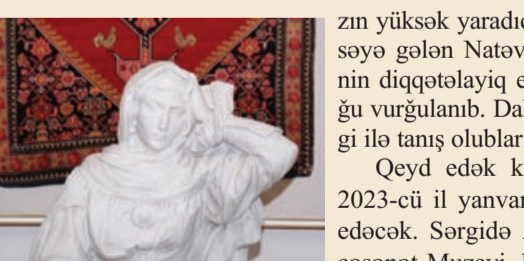 zın yüksək yaradıc
səyə gələn Natəv
nin diqqətəlayiq e
ğu vurğulanıb. Da
gi ilə tanış olublar
Qeyd edək k
2023-cü il yanvar
edəcək. Sərgidə